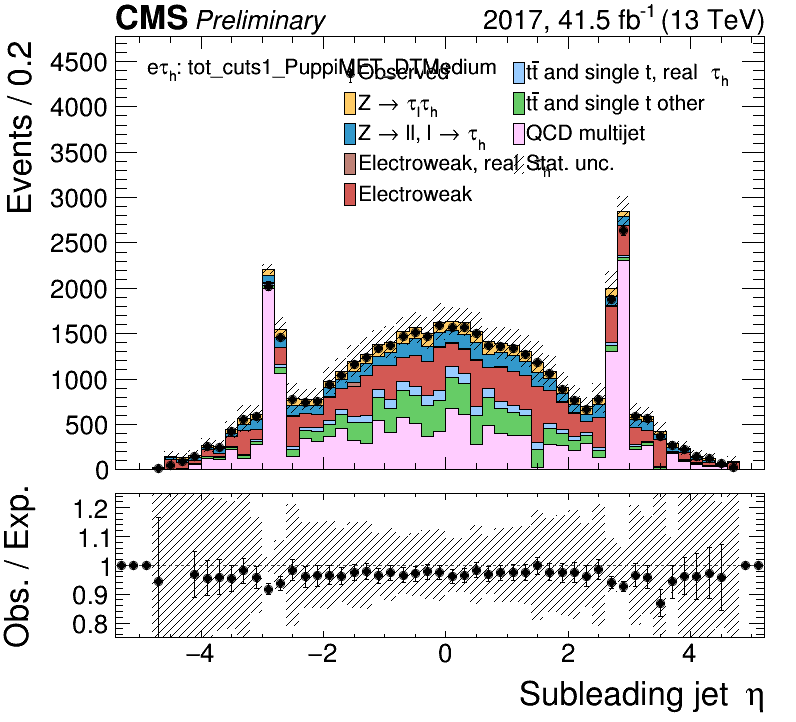 CMS Preliminary 2017, 41.5 fb⁻¹ (13 TeV)
eτh: tot_cuts1_PuppiMET_DTMedium
Observed
Z → τlτh
Z → ll, l → τh
Electroweak, real τh
Electroweak
tt̄ and single t, real τh
tt̄ and single t other
QCD multijet
Stat. unc.
Events / 0.2
4500
4000
3500
3000
2500
2000
1500
1000
500
0
Obs. / Exp.
1.2
1.1
1
0.9
0.8
−4 −2 0 2 4
Subleading jet η